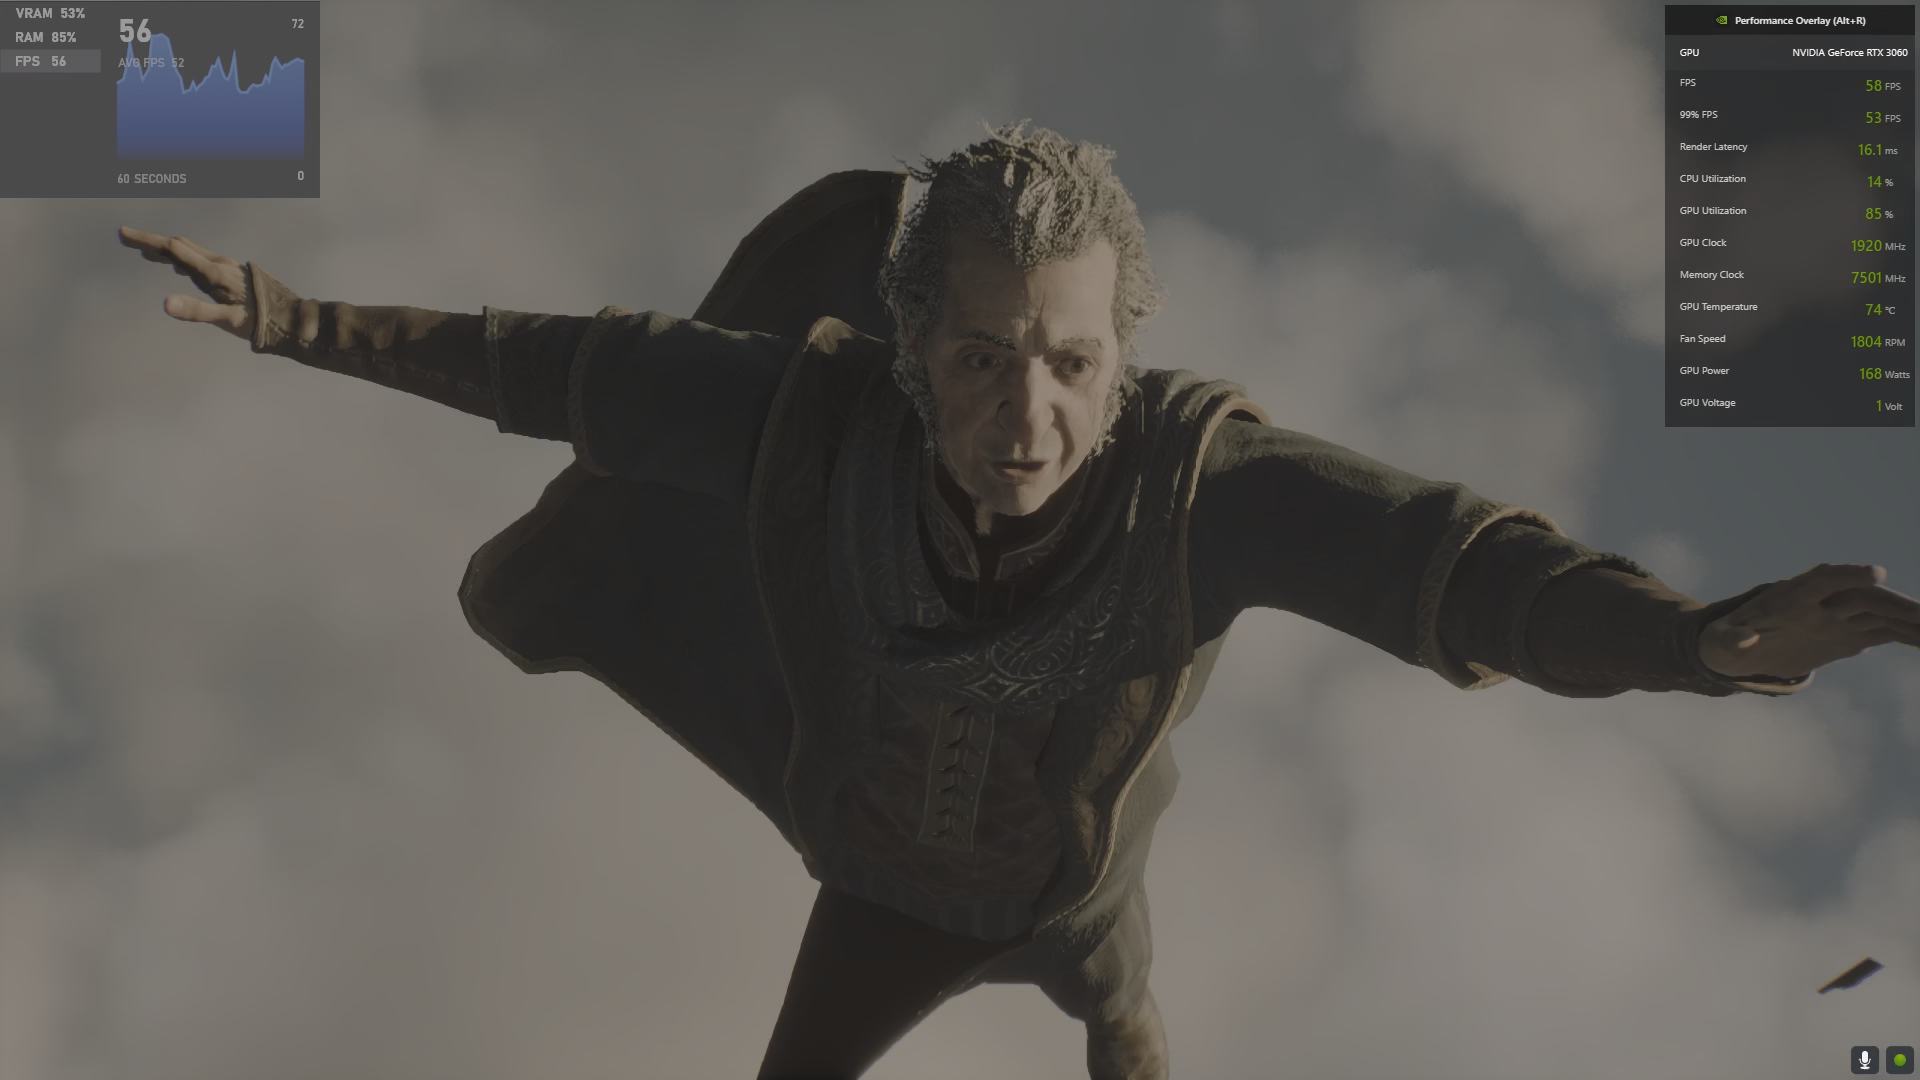 VRAM 53%
RAM 85%
FPS 56
56
72
AVG FPS 52
60 SECONDS
0
Performance Overlay (Alt+R)
GPU NVIDIA GeForce RTX 3060
FPS 58 FPS
99% FPS 53 FPS
Render Latency 16.1 ms
CPU Utilization 14 %
GPU Utilization 85 %
GPU Clock 1920 MHz
Memory Clock 7501 MHz
GPU Temperature 74 °C
Fan Speed 1804 RPM
GPU Power 168 Watts
GPU Voltage 1 Volt